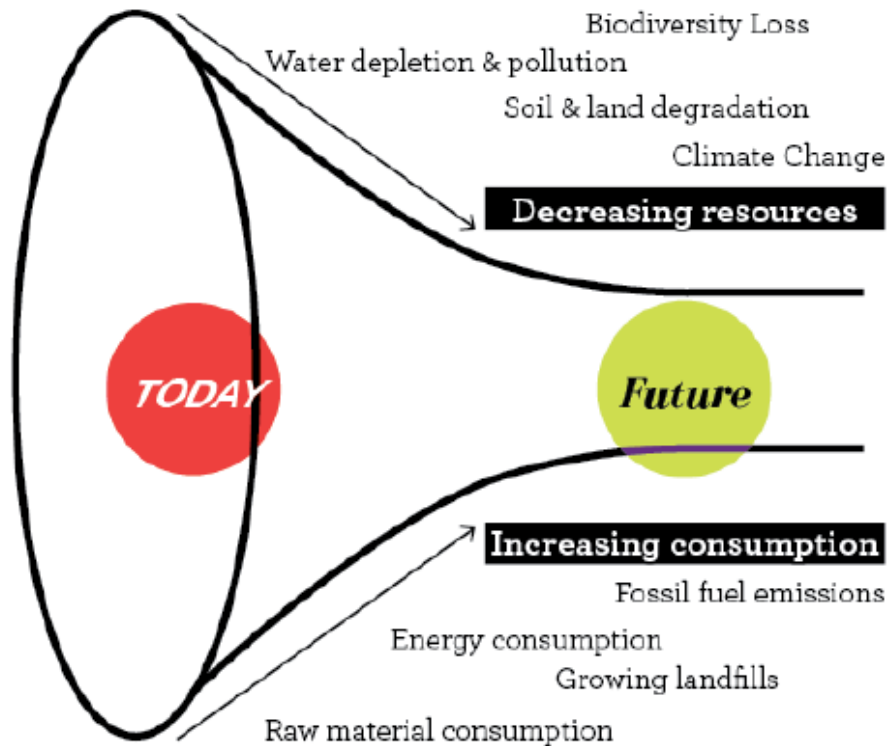 Biodiversity Loss
Water depletion & pollution
Soil & land degradation
Climate Change
Decreasing resources
TODAY
Future
Increasing consumption
Fossil fuel emissions
Energy consumption
Growing landfills
Raw material consumption